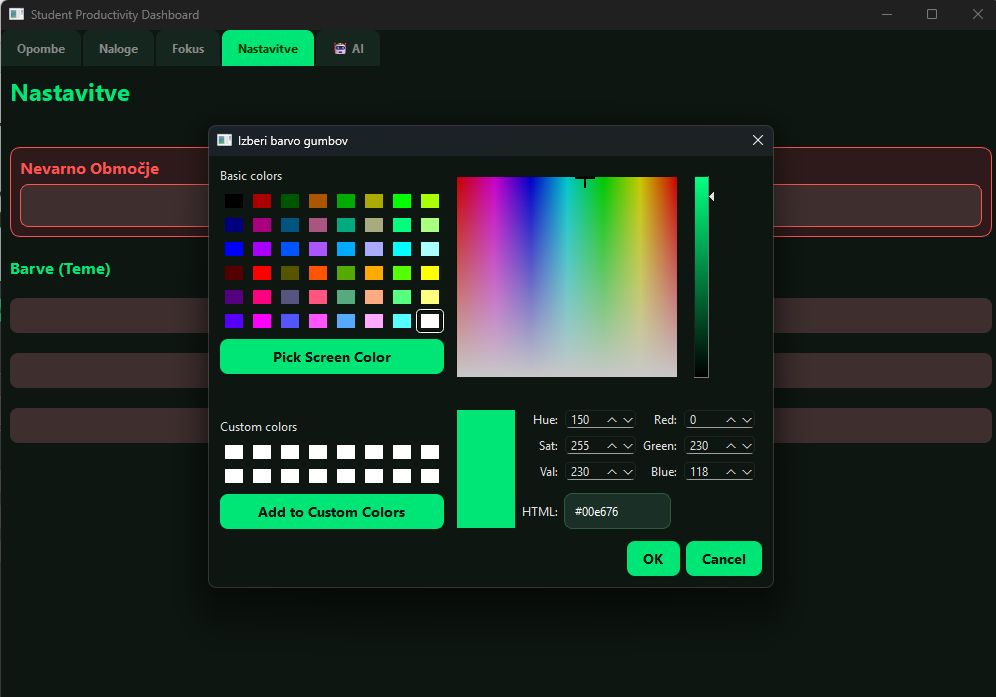 Student Productivity Dashboard
Opombe
Naloge
Fokus
Nastavitve
AI
Nastavitve
Nevarno Območje
Barve (Teme)
Izberi barvo gumbov
Basic colors
Pick Screen Color
Custom colors
Add to Custom Colors
Hue: 150 Red: 0
Sat: 255 Green: 230
Val: 230 Blue: 118
HTML: #00e676
OK
Cancel